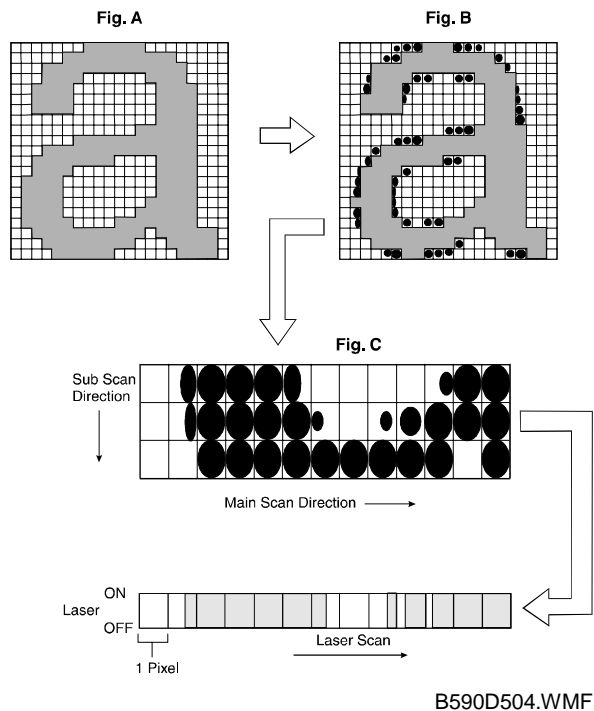 Fig. A
Fig. B
Fig. C
Sub Scan
Direction
Main Scan Direction
ON
Laser
OFF
Laser Scan
1 Pixel
B590D504.WMF